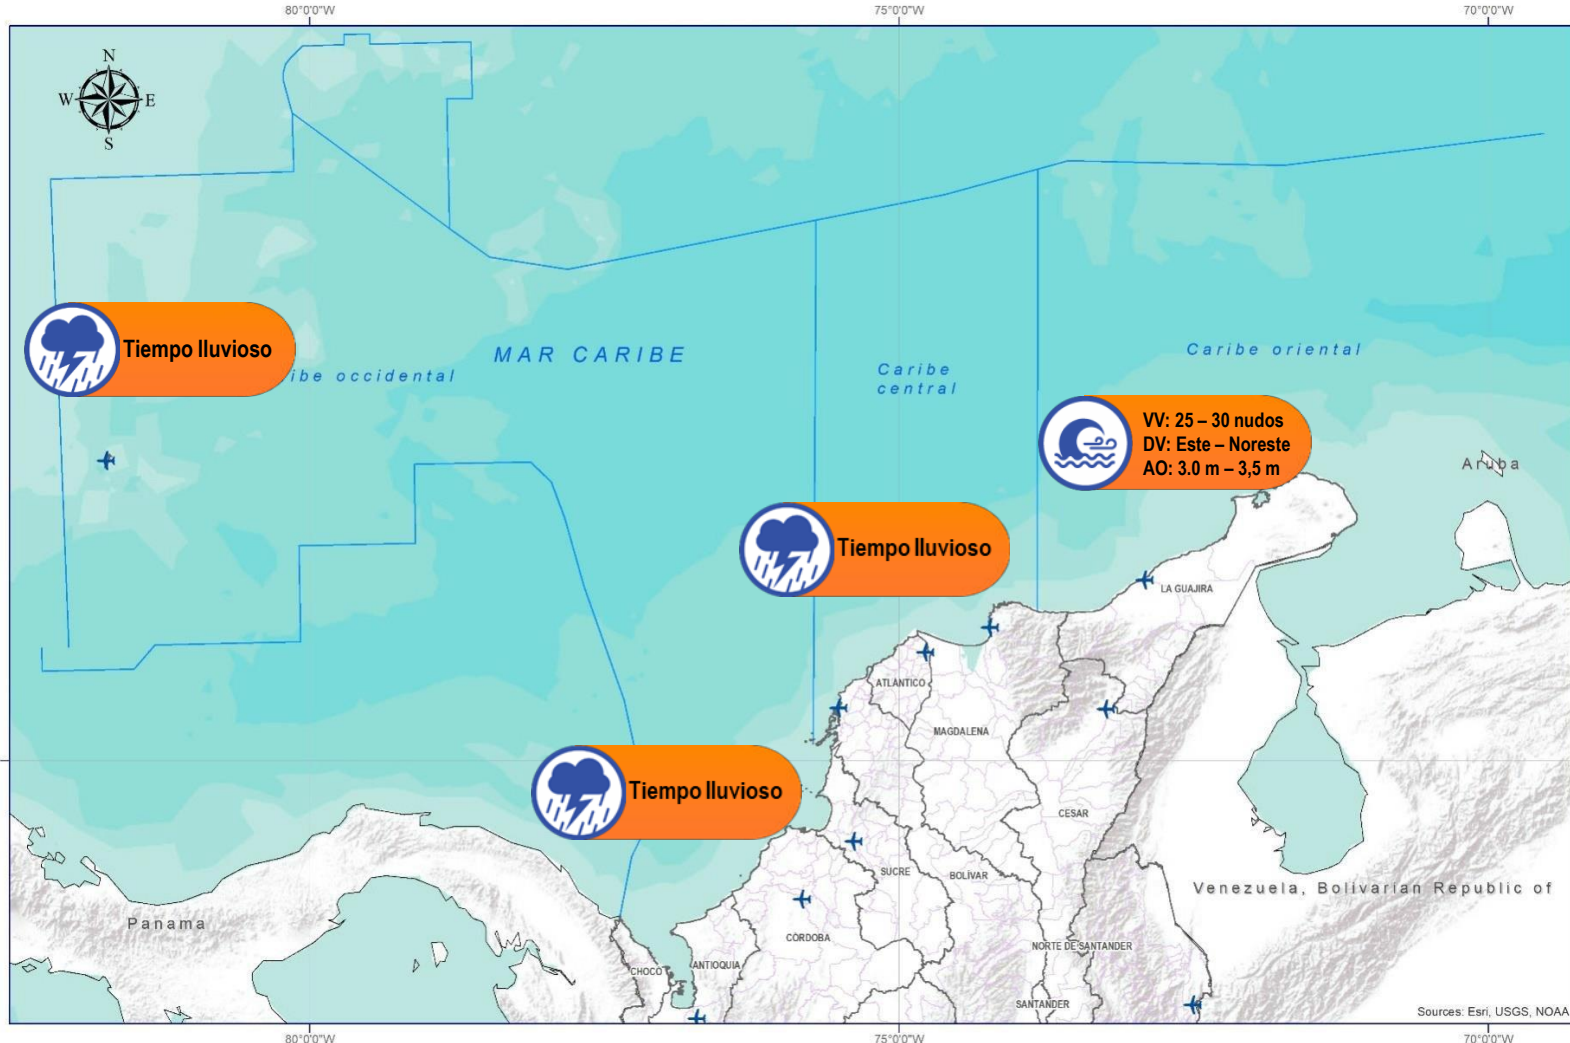 80°0'0"W
75°0'0"W
70°0'0"W
N
W
E
S
Tiempo lluvioso
ibe occidental
MAR CARIBE
Caribe
central
Caribe oriental
VV: 25 – 30 nudos
DV: Este – Noreste
AO: 3.0 m – 3,5 m
Aruba
Tiempo lluvioso
LA GUAJIRA
ATLANTICO
MAGDALENA
Tiempo lluvioso
CESAR
SUCRE
BOLÍVAR
Venezuela, Bolivarian Republic of
Panama
CÓRDOBA
NORTE DE SANTANDER
CHOCO
ANTIOQUIA
SANTANDER
Sources: Esri, USGS, NOAA
80°0'0"W
75°0'0"W
70°0'0"W